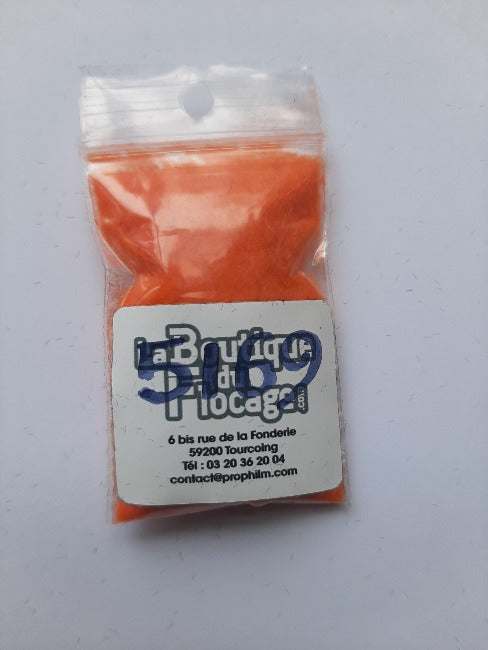 La Boutique
du
Flocage.com
5169
6 bis rue de la Fonderie
59200 Tourcoing
Tél : 03 20 36 20 04
contact@prophilm.com